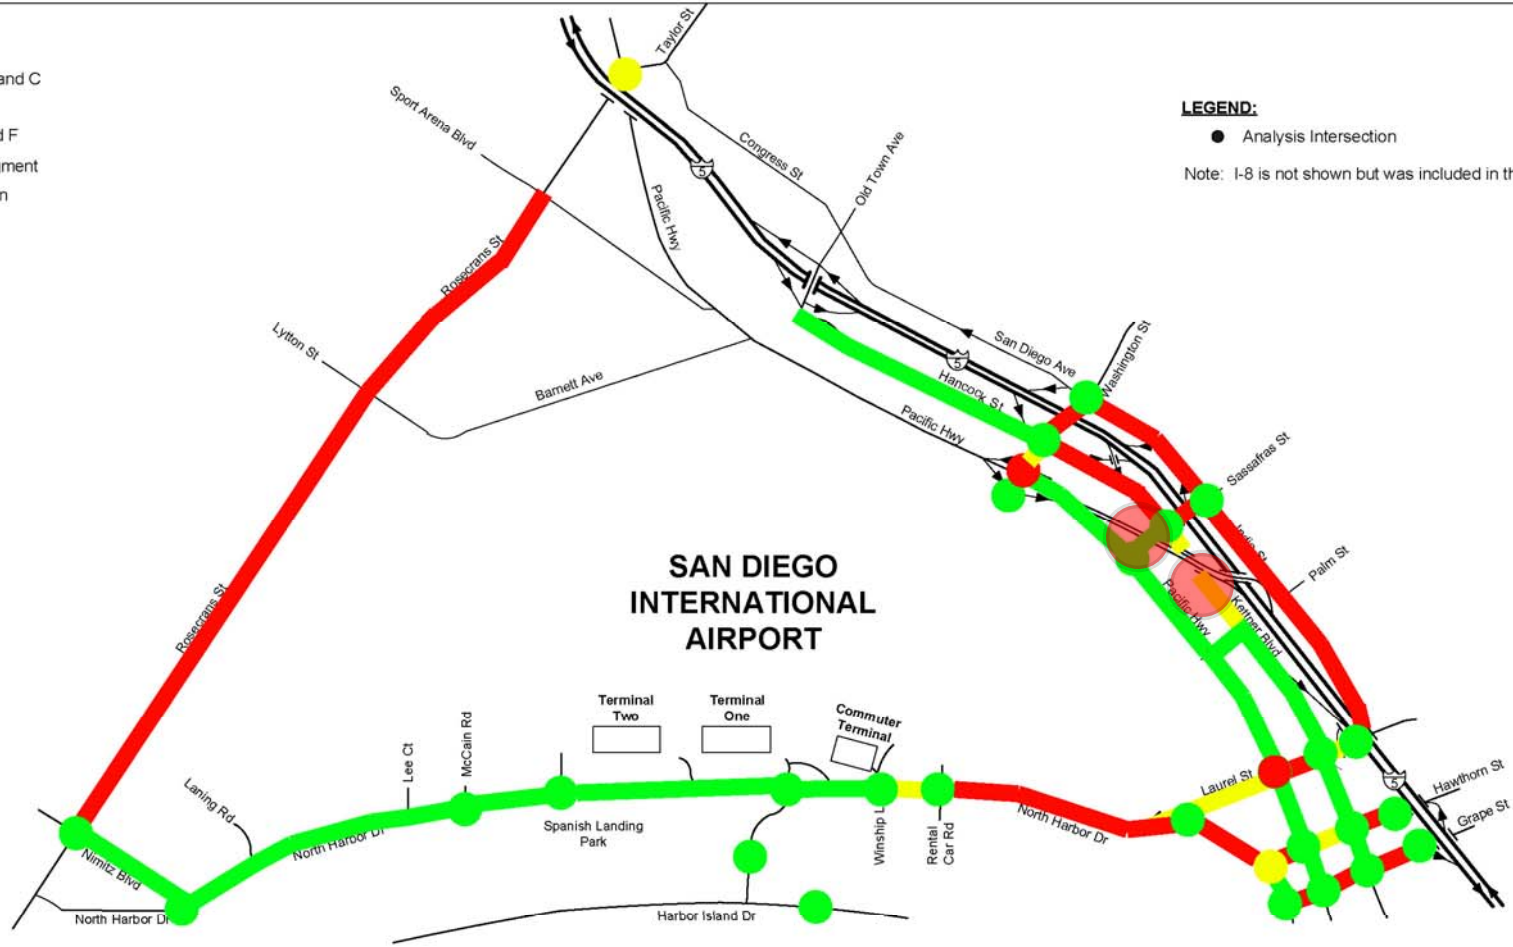 and C
d F
ment
n
Taylor St
LEGEND:
Analysis Intersection
Note: I-8 is not shown but was included in th
Sport Arena Blvd
Congress St
Old Town Ave
5
Pacific Hwy
Rosecrans St
Lytton St
Barnett Ave
San Diego Ave
Washington St
5
Hancock St
Pacific Hwy
Sassafras St
India St
Palm St
SAN DIEGO
INTERNATIONAL
AIRPORT
Pacific Hwy
Kettner Blvd
Rosecrans St
Terminal
Two
Terminal
One
Commuter
Terminal
McCain Rd
Lee Ct
Laning Rd
Laurel St
5
Hawthorn St
Grape St
North Harbor Dr
Spanish Landing
Park
Winship L
Rental
Car Rd
North Harbor Dr
Nimitz Blvd
North Harbor Dr
Harbor Island Dr